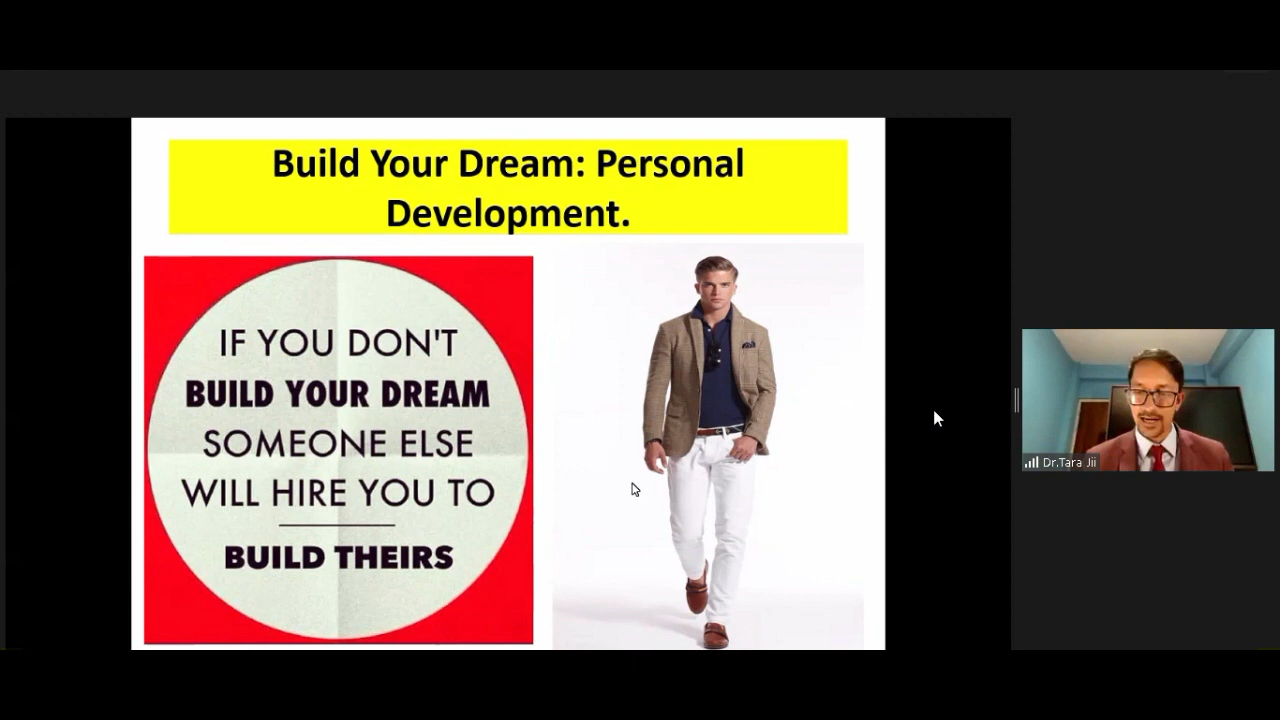 Build Your Dream: Personal
Development.
IF YOU DON'T
BUILD YOUR DREAM
SOMEONE ELSE
WILL HIRE YOU TO
BUILD THEIRS
Dr.Tara Jii